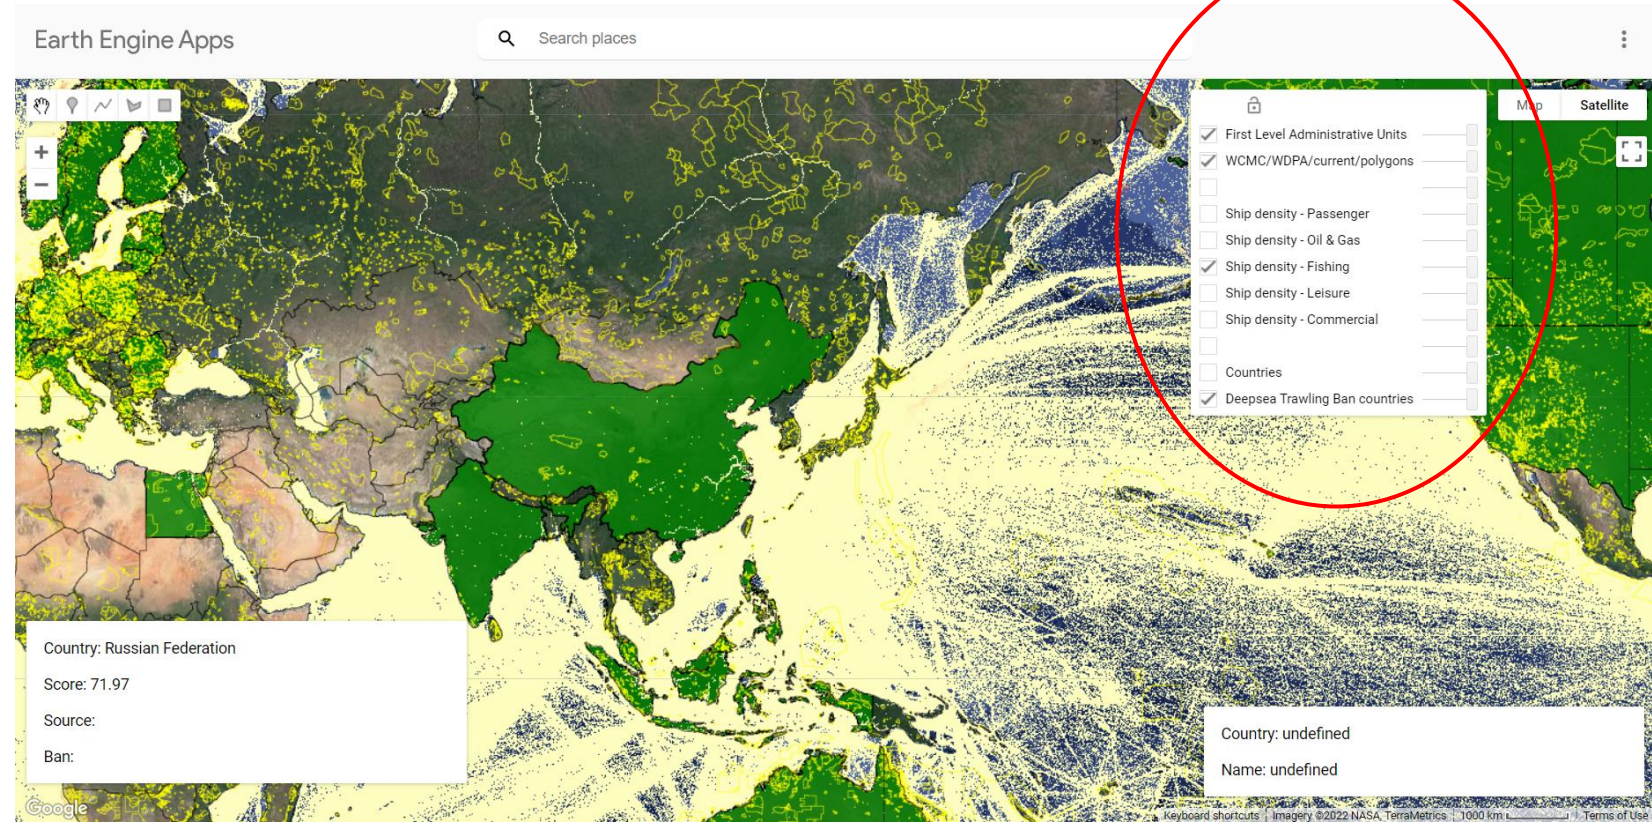 Earth Engine Apps
Search places
Map
Satellite
First Level Administrative Units
WCMC/WDPA/current/polygons
Ship density - Passenger
Ship density - Oil & Gas
Ship density - Fishing
Ship density - Leisure
Ship density - Commercial
Countries
Deepsea Trawling Ban countries
Country: Russian Federation
Score: 71.97
Source:
Ban:
Country: undefined
Name: undefined
Google
Keyboard shortcuts
Imagery ©2022 NASA, TerraMetrics
1000 km
Terms of Use